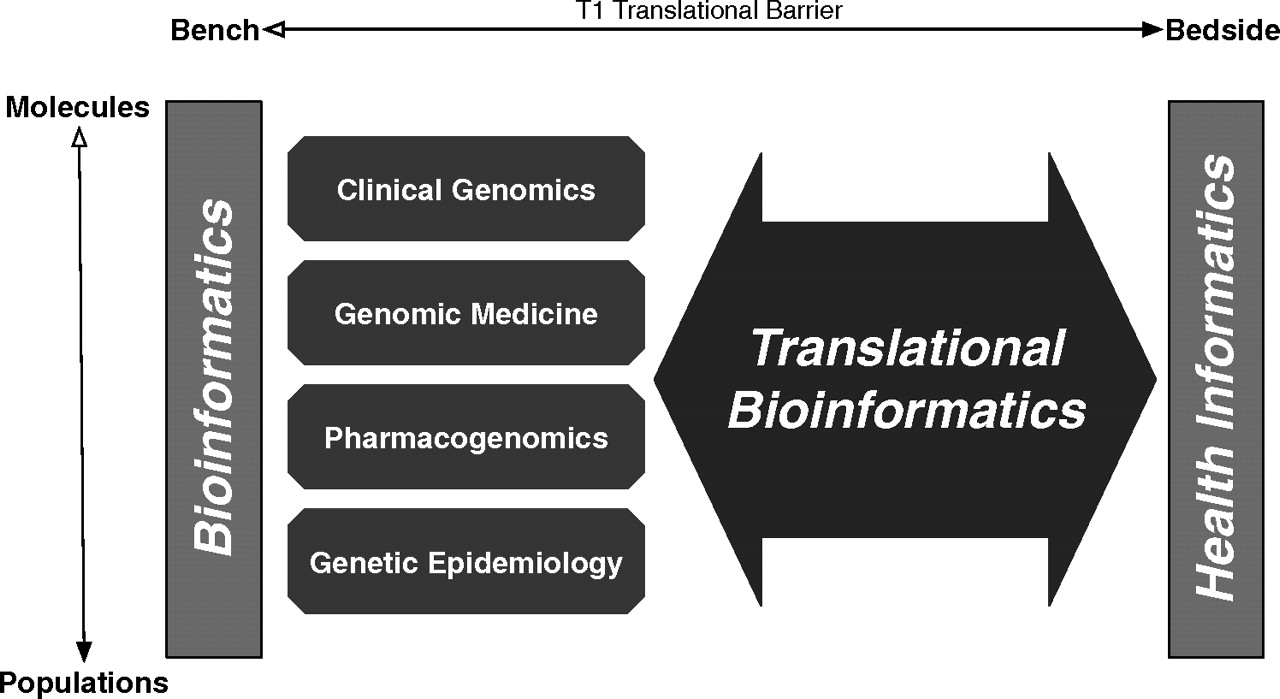 T1 Translational Barrier
Bench
Bedside
Molecules
Populations
Bioinformatics
Clinical Genomics
Genomic Medicine
Pharmacogenomics
Genetic Epidemiology
Translational
Bioinformatics
Health Informatics